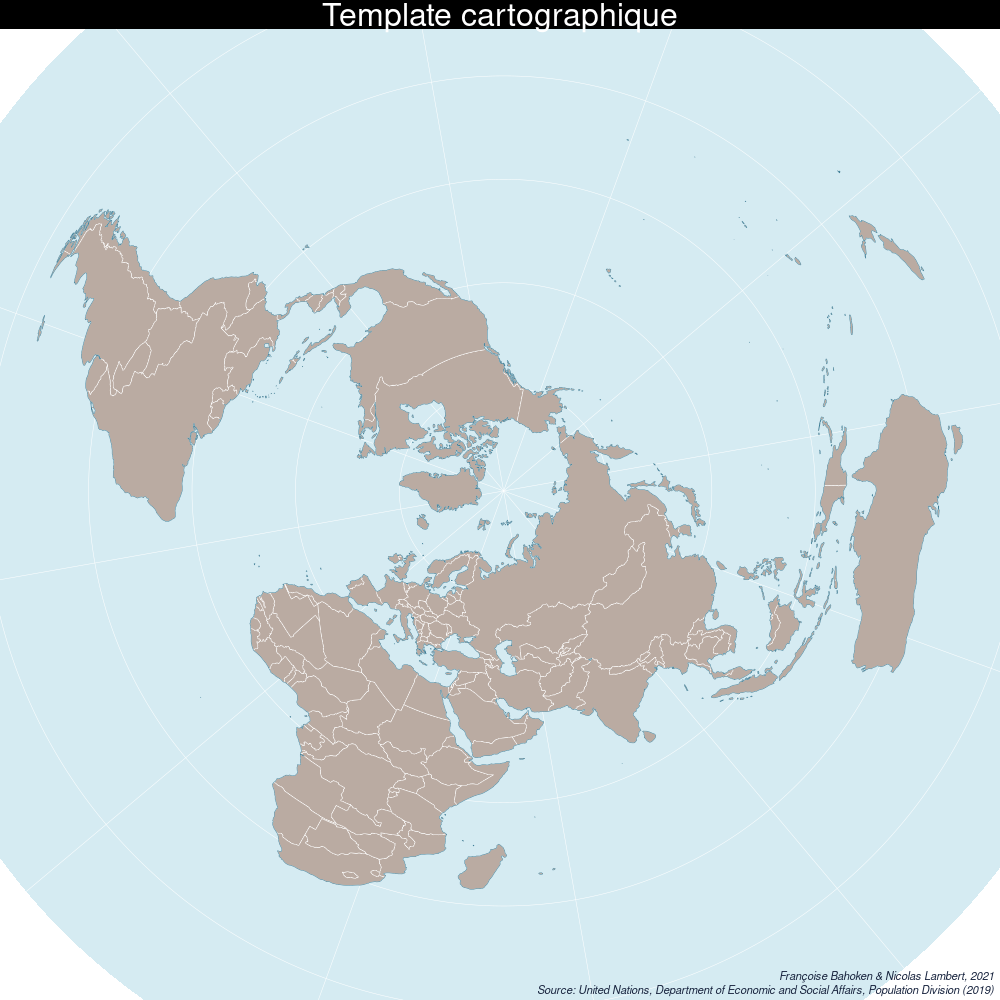 Template cartographique
Françoise Bahoken & Nicolas Lambert, 2021
Source: United Nations, Department of Economic and Social Affairs, Population Division (2019)